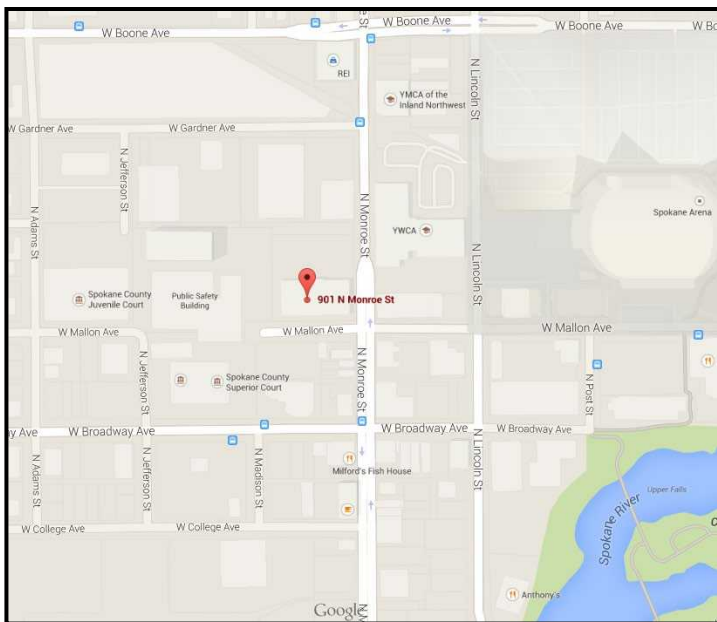 W Boone Ave
W Boone Ave
W Bo
REI
YMCA of the
Inland Northwest
N Lincoln St
W Gardner Ave
W Gardner Ave
N Jefferson St
N Adams St
N Monroe St
YWCA
Spokane Arena
N Lincoln St
Spokane County
Juvenile Court
Public Safety
Building
901 N Monroe St
W Mallon Ave
W Mallon Ave
W Mallon Ave
N Jefferson St
Spokane County
Superior Court
N Monroe St
N Post St
ay Ave
W Broadway Ave
W Broadway Ave
W Broadway Ave
N Adams St
N Jefferson St
N Madison St
N Lincoln St
Milford's Fish House
Upper Falls
Spokane River
W College Ave
W College Ave
Anthony's
Google
N M